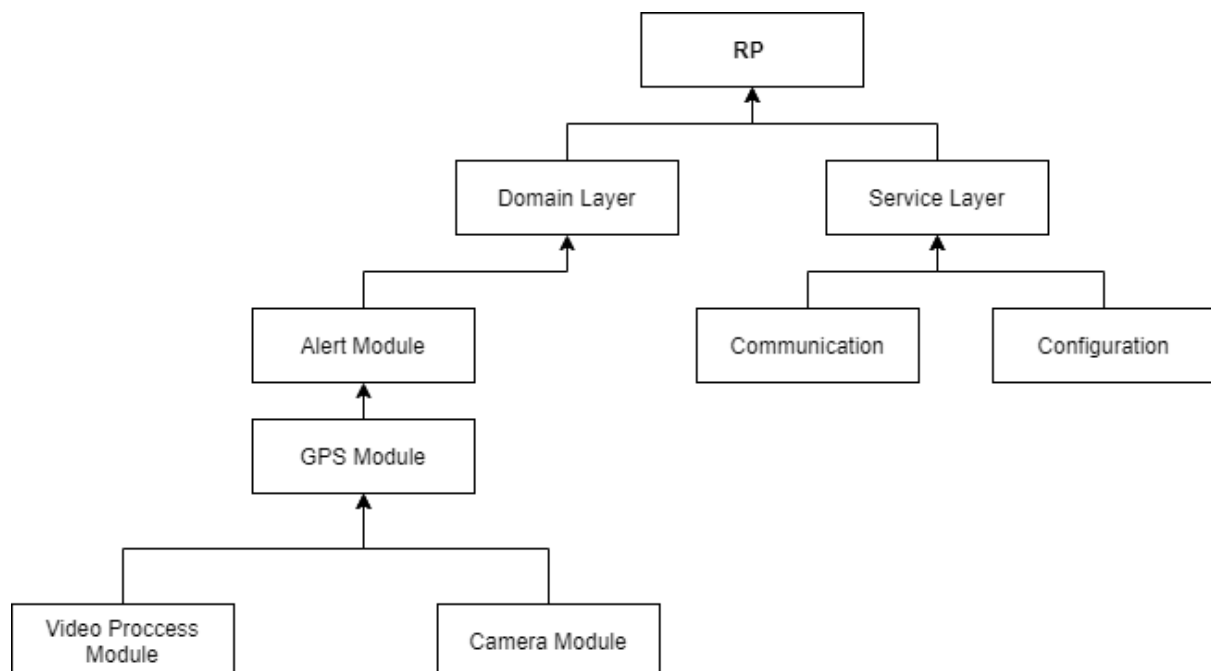 RP
Domain Layer
Service Layer
Alert Module
Communication
Configuration
GPS Module
Video Proccess
Module
Camera Module